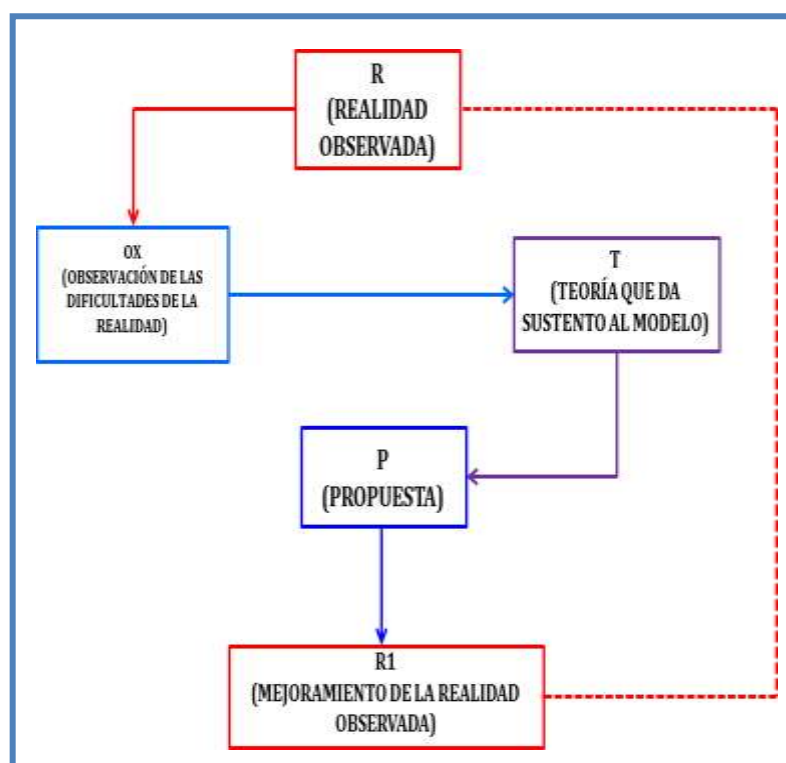 R
(REALIDAD
OBSERVADA)
OX
(OBSERVACIÓN DE LAS
DIFICULTADES DE LA
REALIDAD)
T
(TEORÍA QUE DA
SUSTENTO AL MODELO)
P
(PROPUESTA)
R1
(MEJORAMIENTO DE LA REALIDAD
OBSERVADA)